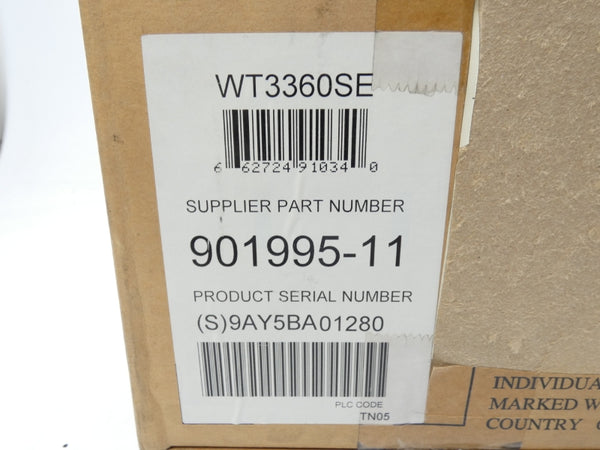 WT3360SE
6 62724 91034 0
SUPPLIER PART NUMBER
901995-11
PRODUCT SERIAL NUMBER
(S)9AY5BA01280
PLC CODE
TN05
INDIVIDUA
MARKED W
COUNTRY